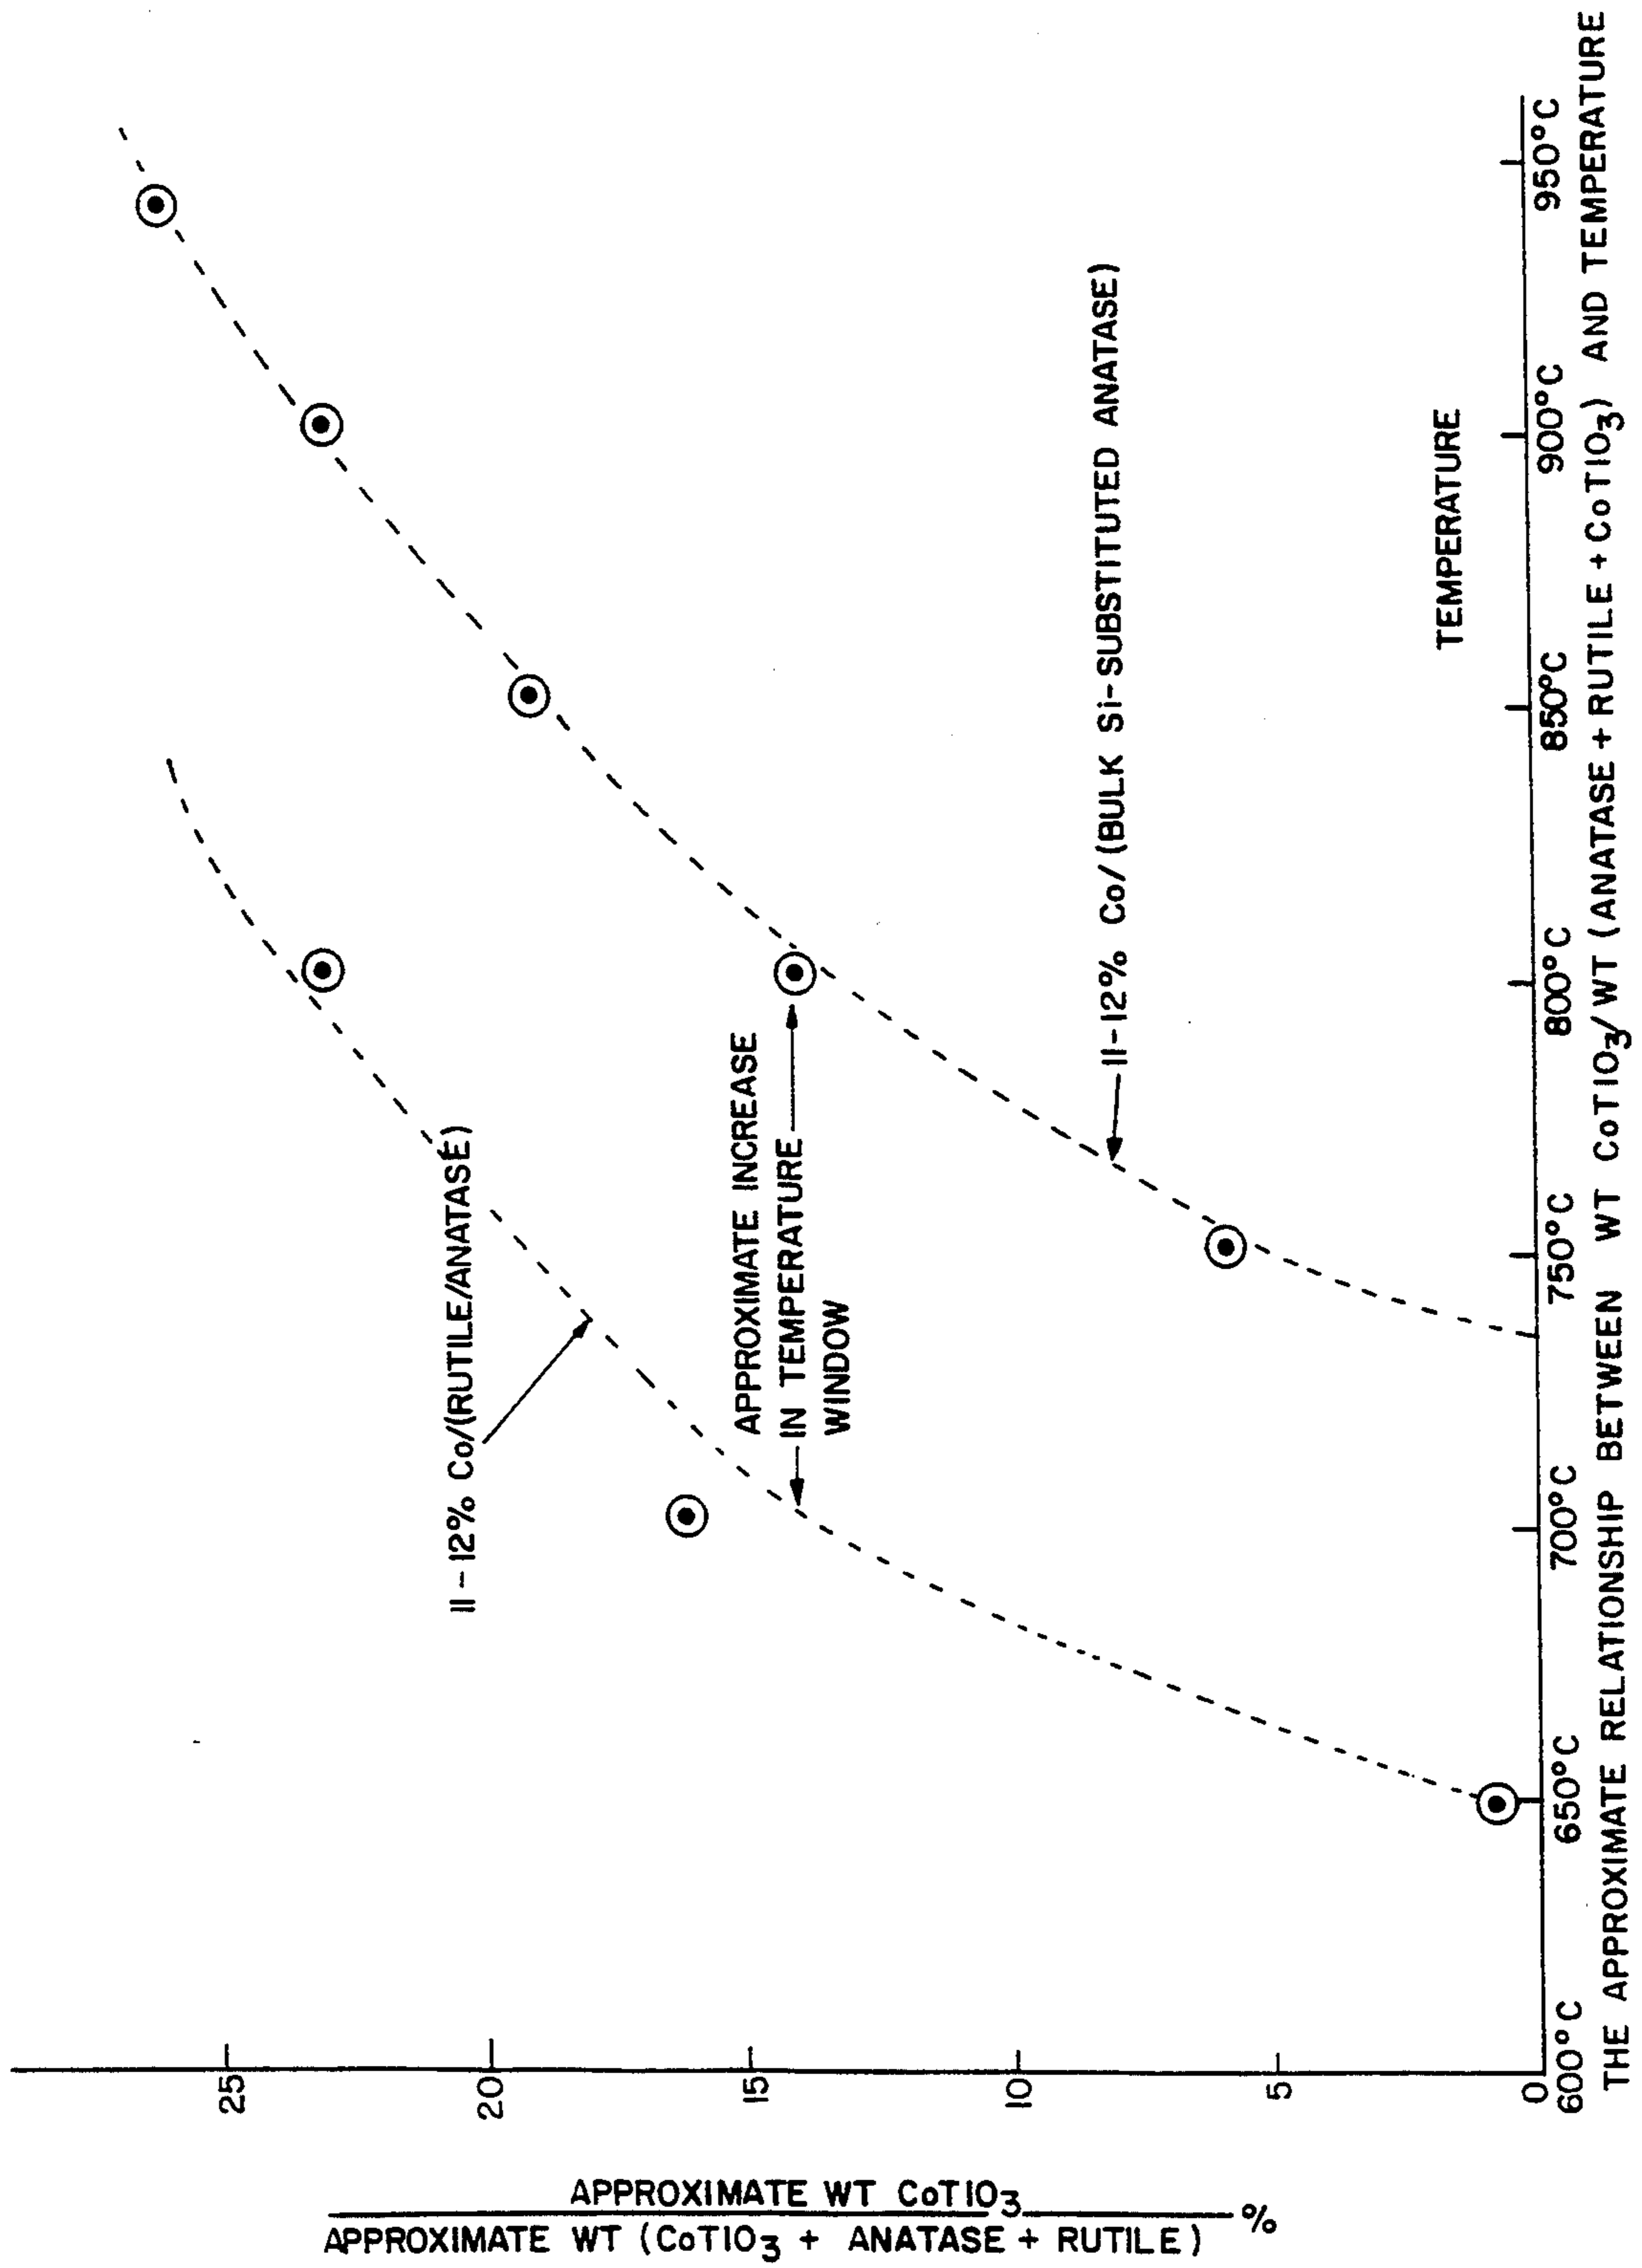 APPROXIMATE WT CoTIO3
APPROXIMATE WT (CoTIO3 + ANATASE + RUTILE)
%
25
20
15
10
5
0
11-12% Co/(RUTILE/ANATASE)
APPROXIMATE INCREASE
IN TEMPERATURE
WINDOW
11-12% Co/(BULK Si-SUBSTITUTED ANATASE)
TEMPERATURE
600°C 650°C 700°C 750°C 800°C 850°C 900°C 950°C
THE APPROXIMATE RELATIONSHIP BETWEEN WT CoTIO3/WT (ANATASE + RUTILE + CoTIO3) AND TEMPERATURE